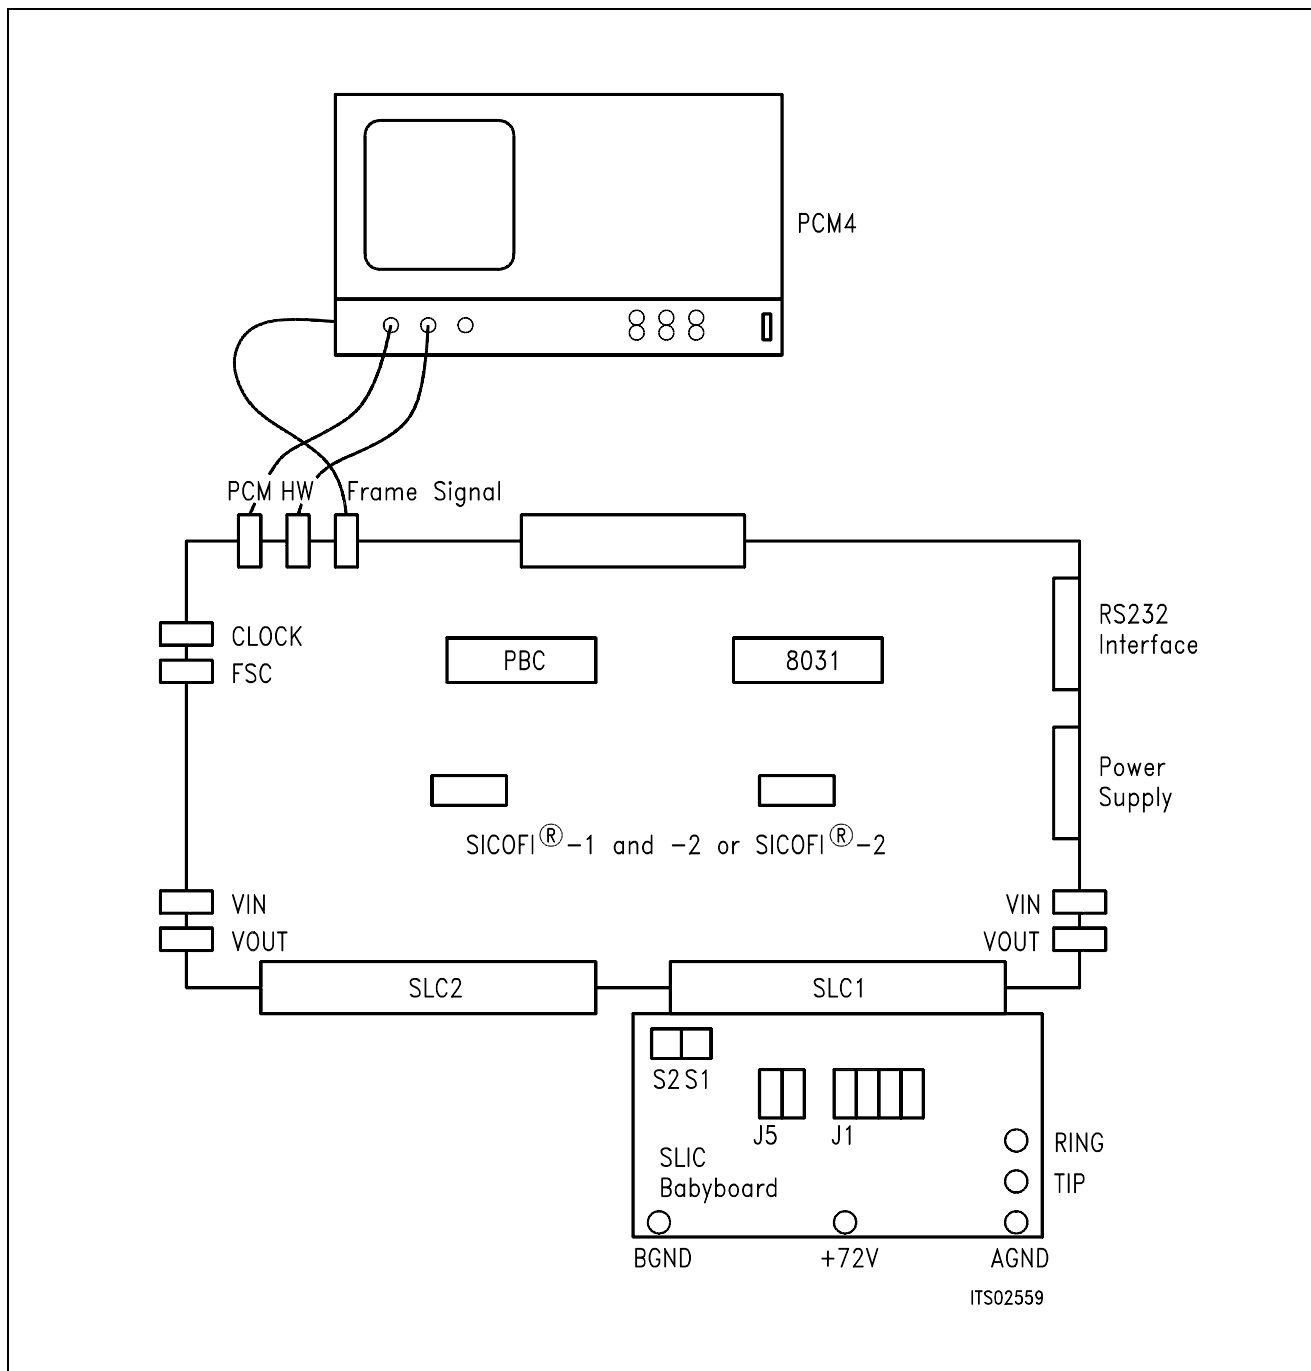 PCM4
PCM HW Frame Signal
CLOCK
FSC
PBC
8031
RS232
Interface
Power
Supply
SICOFI®-1 and -2 or SICOFI®-2
VIN
VOUT
VIN
VOUT
SLC2
SLC1
S2 S1
J5
J1
SLIC
Babyboard
RING
TIP
BGND
+72V
AGND
ITS02559